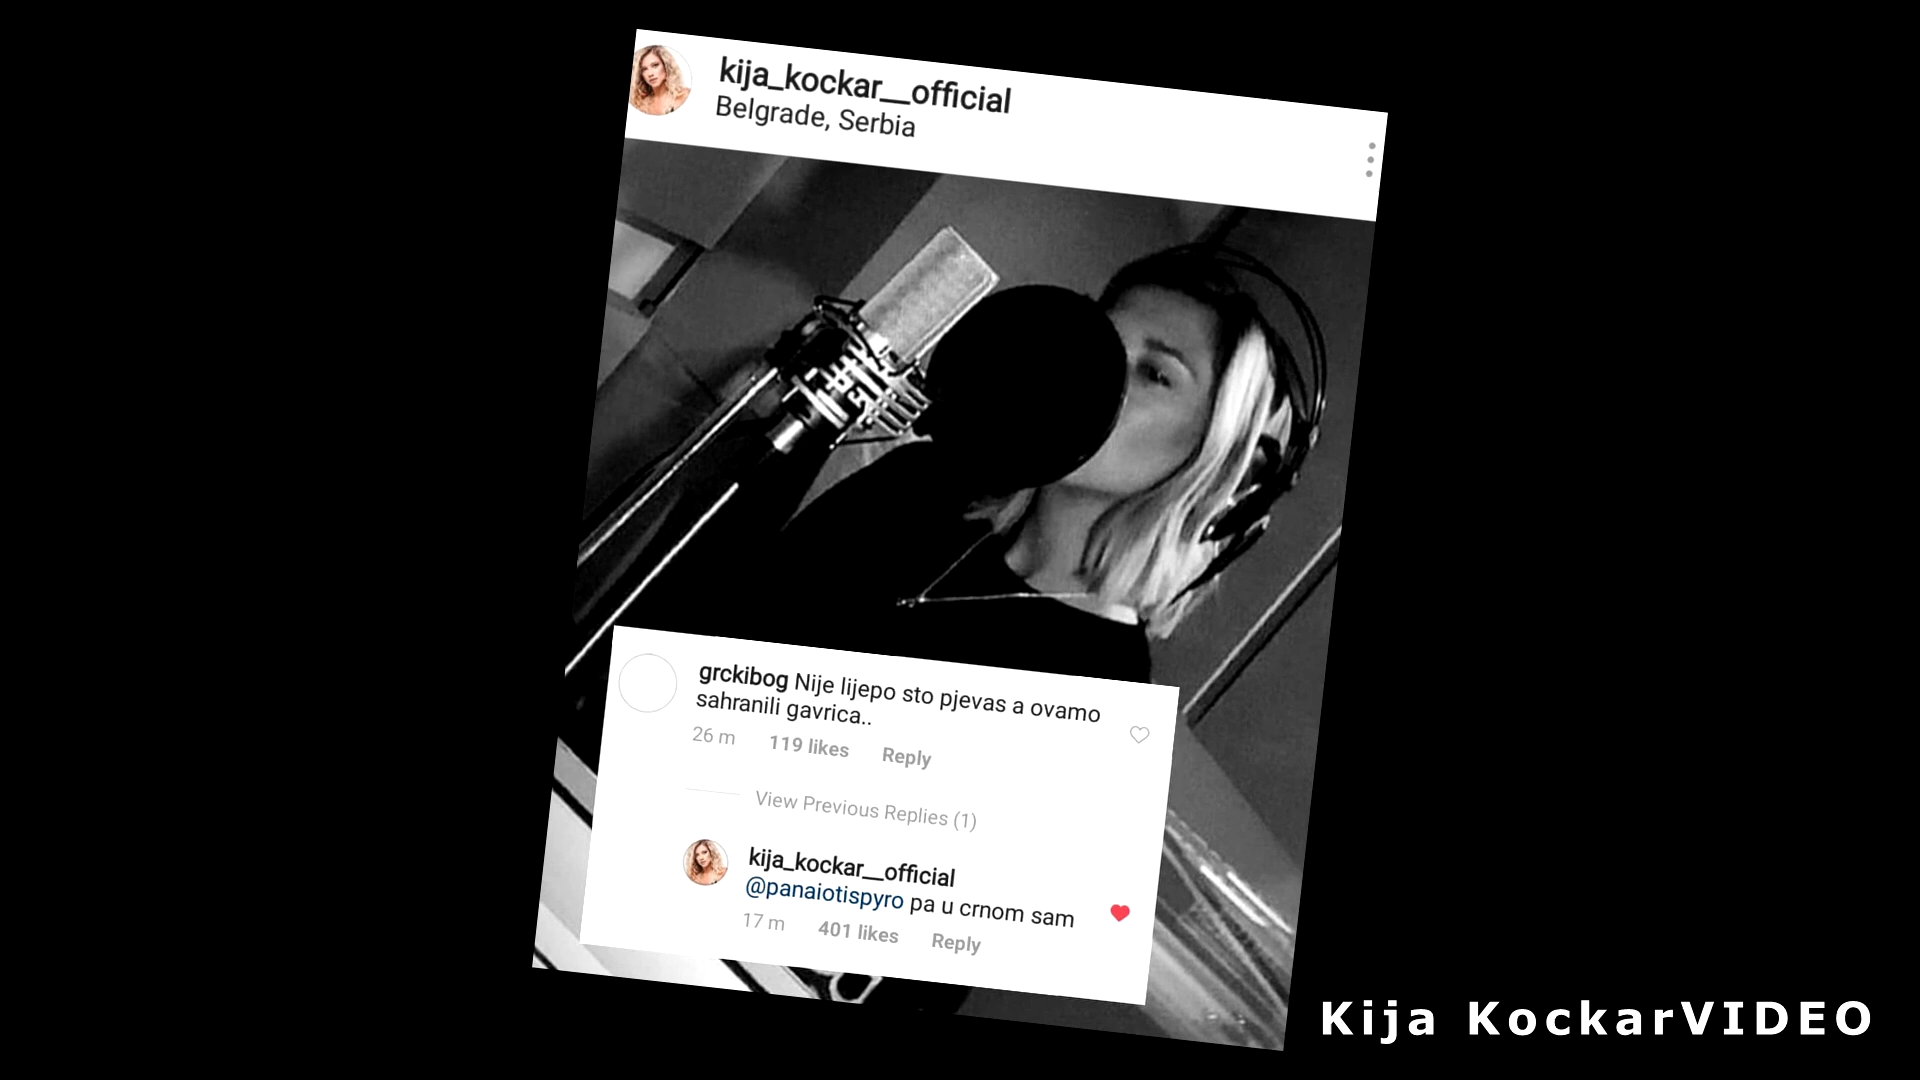 kija_kockar__official
Belgrade, Serbia
grckibog Nije lijepo sto pjevas a ovamo
sahranili gavrica..
26 m 119 likes Reply
View Previous Replies (1)
kija_kockar__official
@panaiotispyro pa u crnom sam
17 m 401 likes Reply
Kija KockarVIDEO